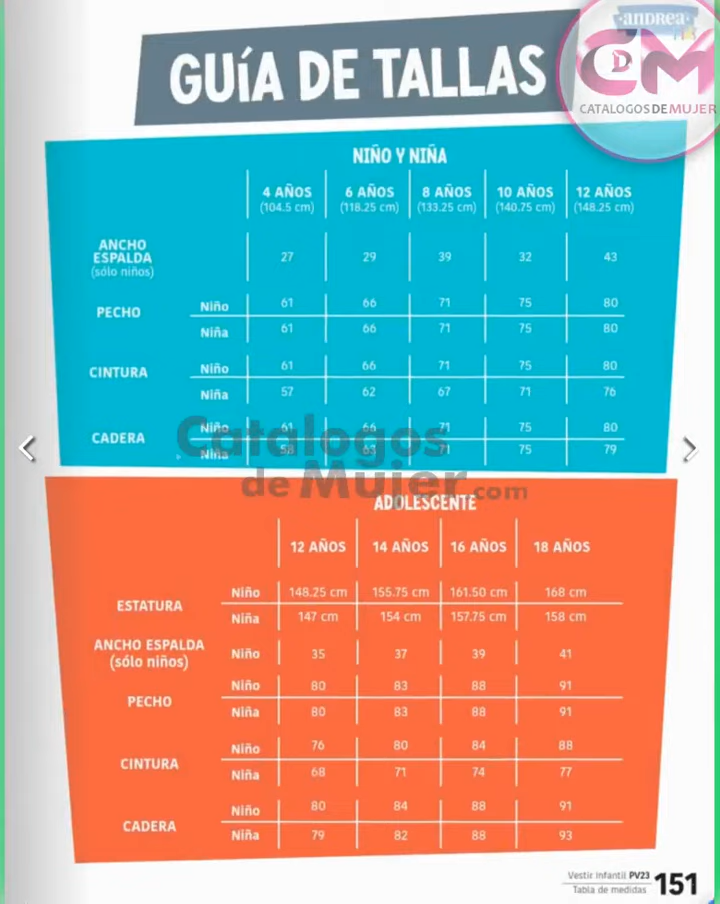 andrea
CDM
CATALOGOSDEMUJER
GUÍA DE TALLAS
NIÑO Y NIÑA
4 AÑOS 6 AÑOS 8 AÑOS 10 AÑOS 12 AÑOS
(104.5 cm) (118.25 cm) (133.25 cm) (140.75 cm) (148.25 cm)
ANCHO
ESPALDA 27 29 39 32 43
(sólo niños)
PECHO
Niño 61 66 71 75 80
Niña 61 66 71 75 80
CINTURA
Niño 61 66 71 75 80
Niña 57 62 67 71 76
CADERA
Niño 61 66 71 75 80
Niña 58 63 71 75 79
Catalogos
de Mujer.com
ADOLESCENTE
12 AÑOS 14 AÑOS 16 AÑOS 18 AÑOS
ESTATURA
Niño 148.25 cm 155.75 cm 161.50 cm 168 cm
Niña 147 cm 154 cm 157.75 cm 158 cm
ANCHO ESPALDA
(sólo niños)
Niño 35 37 39 41
PECHO
Niño 80 83 88 91
Niña 80 83 88 91
CINTURA
Niño 76 80 84 88
Niña 68 71 74 77
CADERA
Niño 80 84 88 91
Niña 79 82 88 93
Vestir Infantil PV23
Tabla de medidas 151